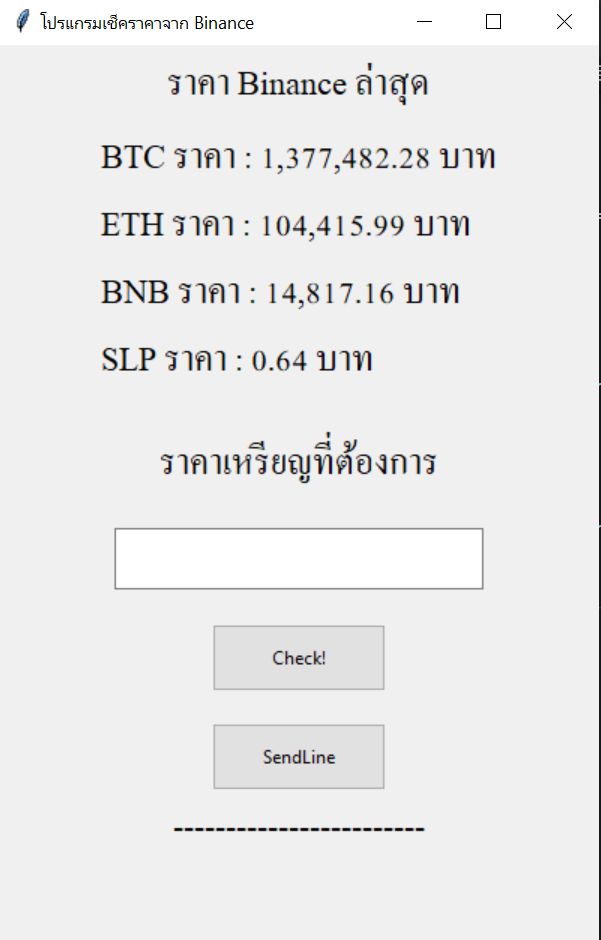 โปรแกรมเช็คราคาจาก Binance
ราคา Binance ล่าสุด
BTC ราคา : 1,377,482.28 บาท
ETH ราคา : 104,415.99 บาท
BNB ราคา : 14,817.16 บาท
SLP ราคา : 0.64 บาท
ราคาเหรียญที่ต้องการ
Check!
SendLine
------------------------